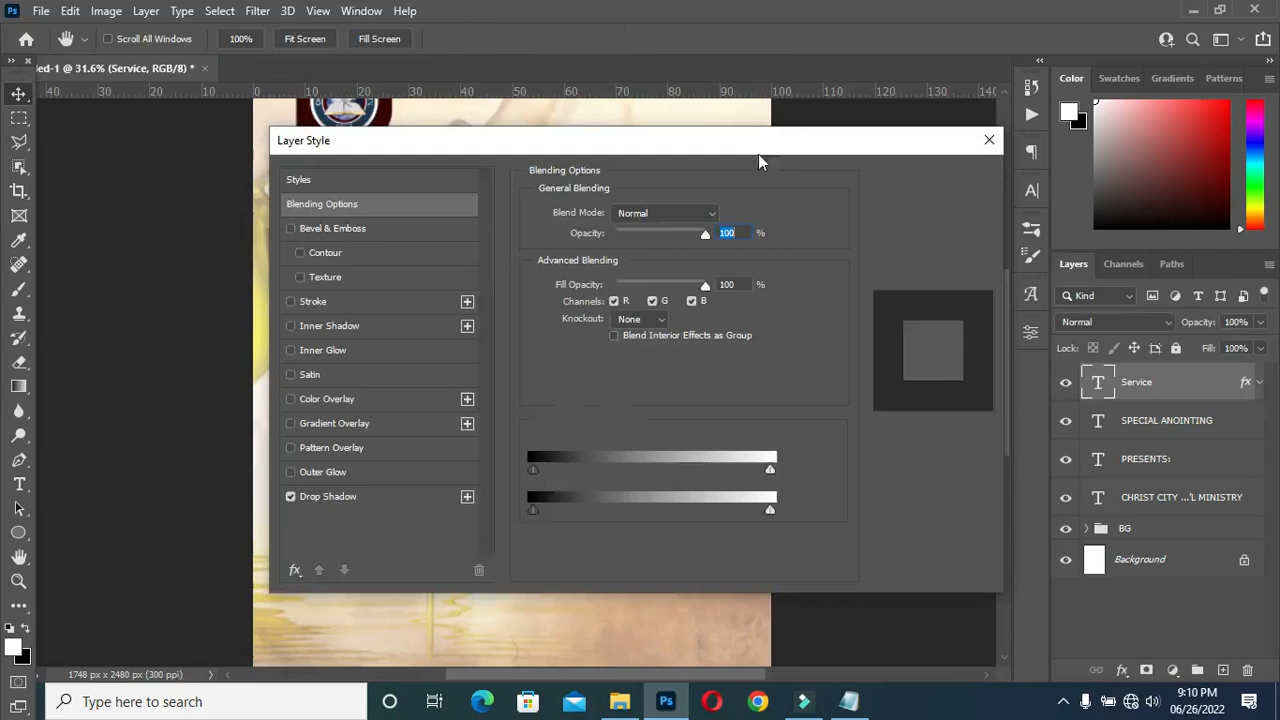 Ps File Edit Image Layer Type Select Filter 3D View Window Help
Scroll All Windows 100% Fit Screen Fill Screen
ed-1 @ 31.6% (Service, RGB/8) *
40 30 20 10 0 10 20 30 40 50 60 70 80 90 100 110 120 130 140
Color Swatches Gradients Patterns
Layer Style
Styles
Blending Options
Bevel & Emboss
Contour
Texture
Stroke
Inner Shadow
Inner Glow
Satin
Color Overlay
Gradient Overlay
Pattern Overlay
Outer Glow
Drop Shadow
fx
Blending Options
General Blending
Blend Mode: Normal
Opacity: 100 %
Advanced Blending
Fill Opacity: 100 %
Channels: R G B
Knockout: None
Blend Interior Effects as Group
Layers Channels Paths
Kind
Normal Opacity: 100%
Lock: Fill: 100%
Service fx
SPECIAL ANOINTING
PRESENTS:
CHRIST CITY ...'L MINISTRY
BG
Background
fx
1748 px x 2480 px (300 ppi)
Type here to search
Ps
9:10 PM
06/26/2022